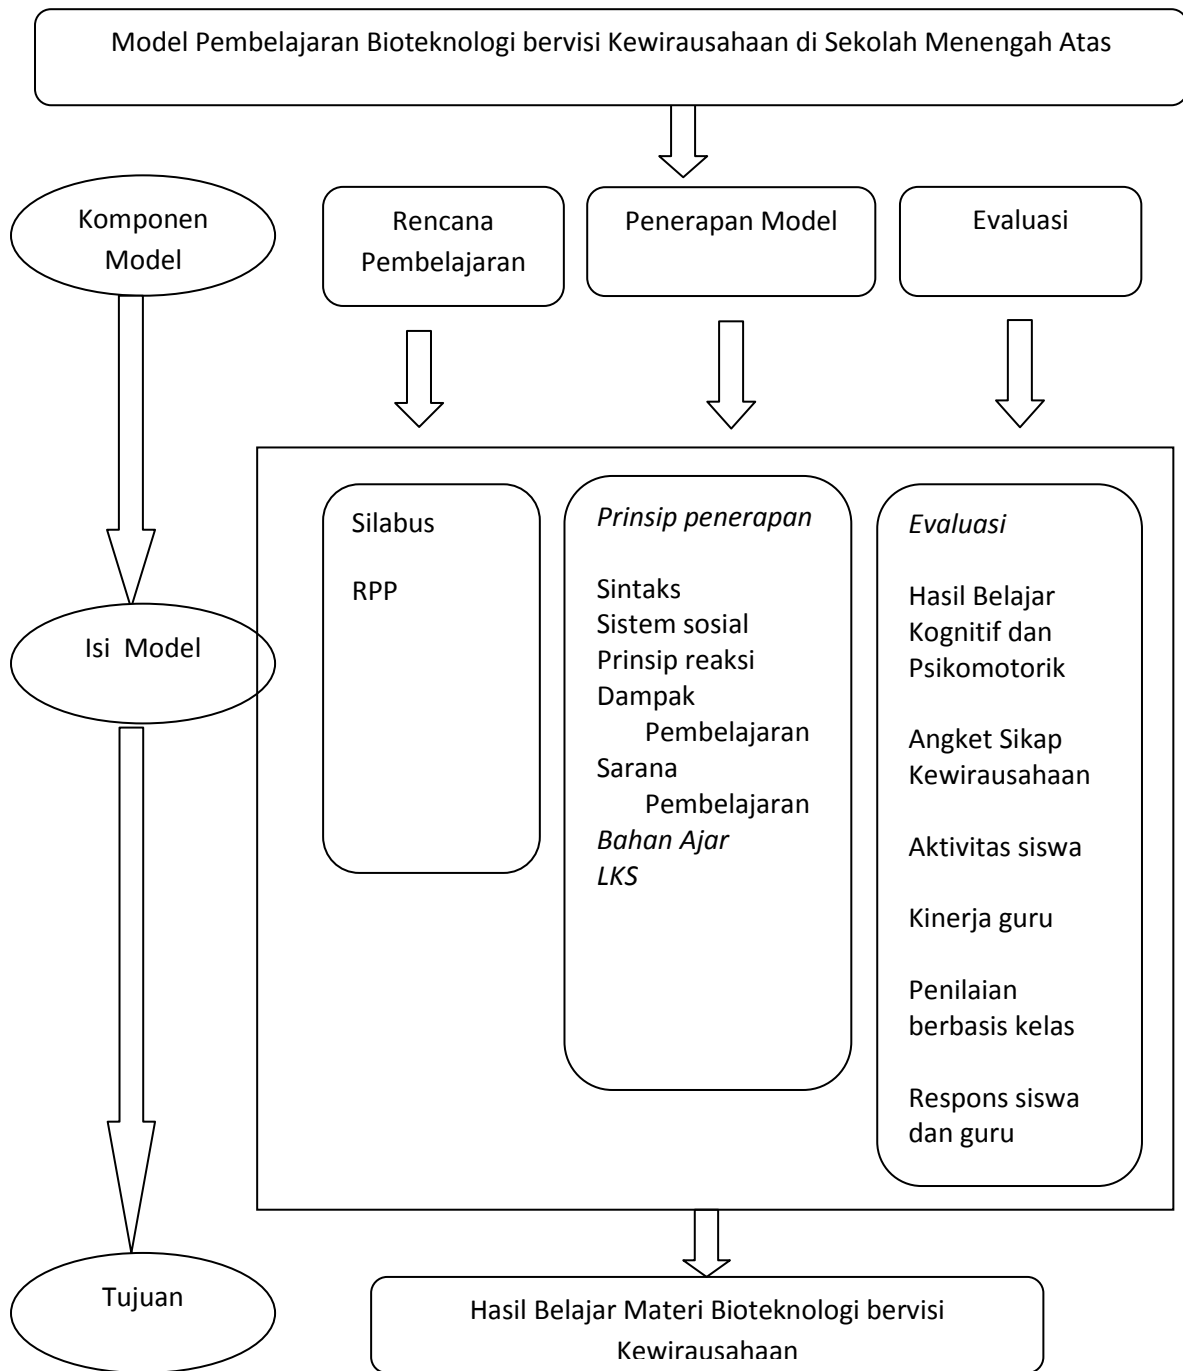 Model Pembelajaran Bioteknologi bervisi Kewirausahaan di Sekolah Menengah Atas
Komponen
Model
Rencana
Pembelajaran
Penerapan Model
Evaluasi
Isi Model
Silabus
RPP
Prinsip penerapan
Sintaks
Sistem sosial
Prinsip reaksi
Dampak
Pembelajaran
Sarana
Pembelajaran
Bahan Ajar
LKS
Evaluasi
Hasil Belajar
Kognitif dan
Psikomotorik
Angket Sikap
Kewirausahaan
Aktivitas siswa
Kinerja guru
Penilaian
berbasis kelas
Respons siswa
dan guru
Tujuan
Hasil Belajar Materi Bioteknologi bervisi
Kewirausahaan